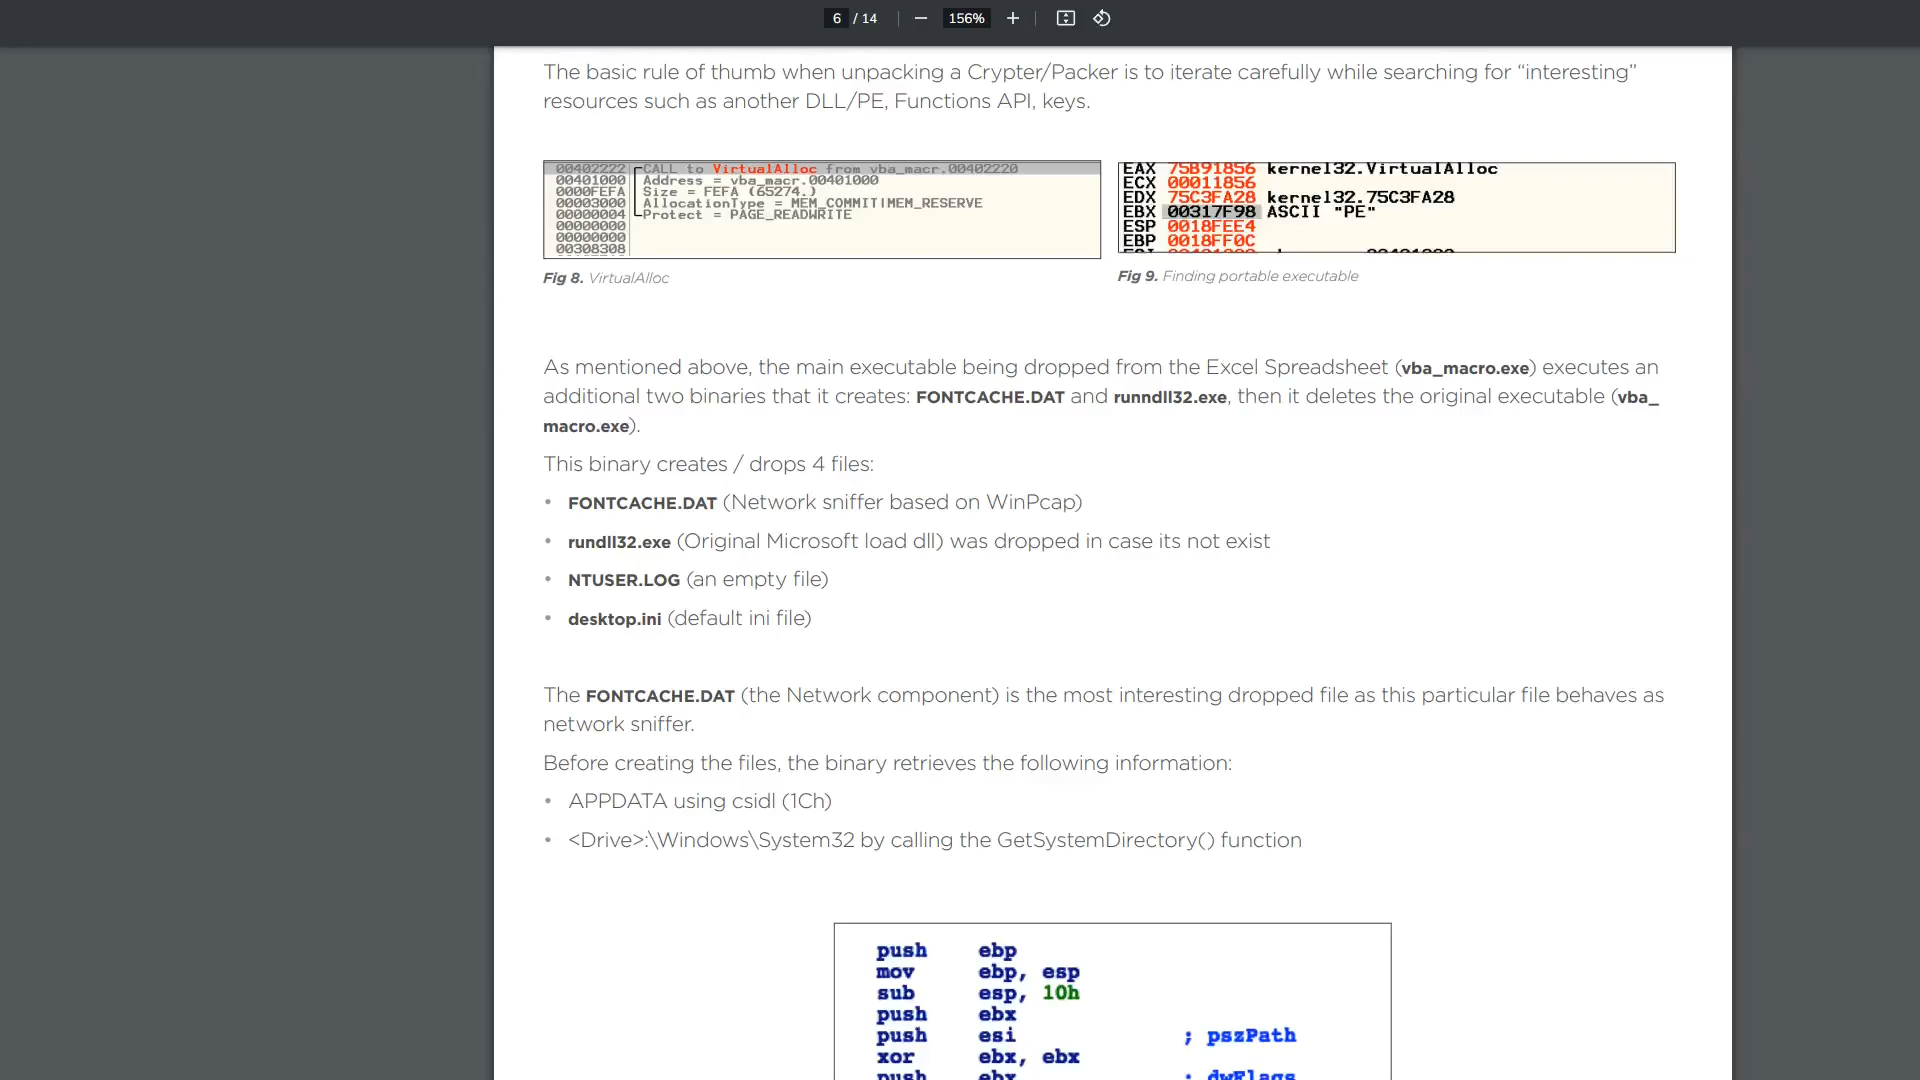 6 / 14 156%
The basic rule of thumb when unpacking a Crypter/Packer is to iterate carefully while searching for “interesting”
resources such as another DLL/PE, Functions API, keys.
00402222 CALL to VirtualAlloc from vba_macr.00402220
00401000 Address = vba_macr.00401000
0000FEFA Size = FEFA (65274.)
00003000 AllocationType = MEM_COMMIT|MEM_RESERVE
00000004 Protect = PAGE_READWRITE
00000000
00000000
00308308
Fig 8. VirtualAlloc
EAX 75B91856 kernel32.VirtualAlloc
ECX 00011856
EDX 75C3FA28 kernel32.75C3FA28
EBX 00317F98 ASCII "PE"
ESP 0018FEE4
EBP 0018FF0C
Fig 9. Finding portable executable
As mentioned above, the main executable being dropped from the Excel Spreadsheet (vba_macro.exe) executes an
additional two binaries that it creates: FONTCACHE.DAT and runndll32.exe, then it deletes the original executable (vba_
macro.exe).
This binary creates / drops 4 files:
• FONTCACHE.DAT (Network sniffer based on WinPcap)
• rundll32.exe (Original Microsoft load dll) was dropped in case its not exist
• NTUSER.LOG (an empty file)
• desktop.ini (default ini file)
The FONTCACHE.DAT (the Network component) is the most interesting dropped file as this particular file behaves as
network sniffer.
Before creating the files, the binary retrieves the following information:
• APPDATA using csidl (1Ch)
• <Drive>:\Windows\System32 by calling the GetSystemDirectory() function
push ebp
mov ebp, esp
sub esp, 10h
push ebx
push esi ; pszPath
xor ebx, ebx
push ebx ; dwFlags